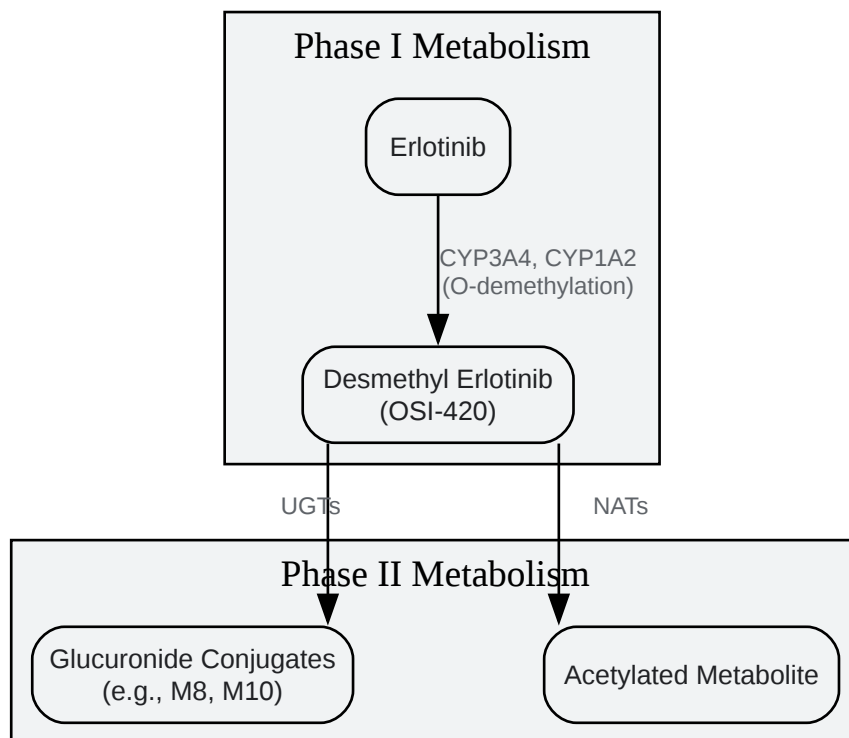 Phase I Metabolism
Erlotinib
CYP3A4, CYP1A2
(O-demethylation)
Desmethyl Erlotinib
(OSI-420)
UGTs
NATs
Phase II Metabolism
Glucuronide Conjugates
(e.g., M8, M10)
Acetylated Metabolite